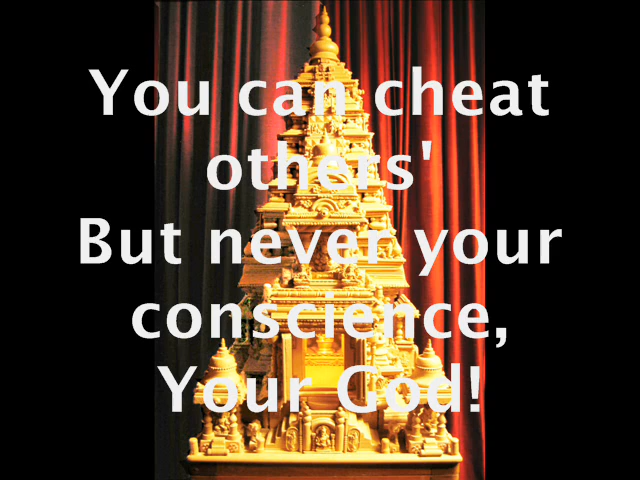 You can cheat
others'
But never your
conscience,
Your God!